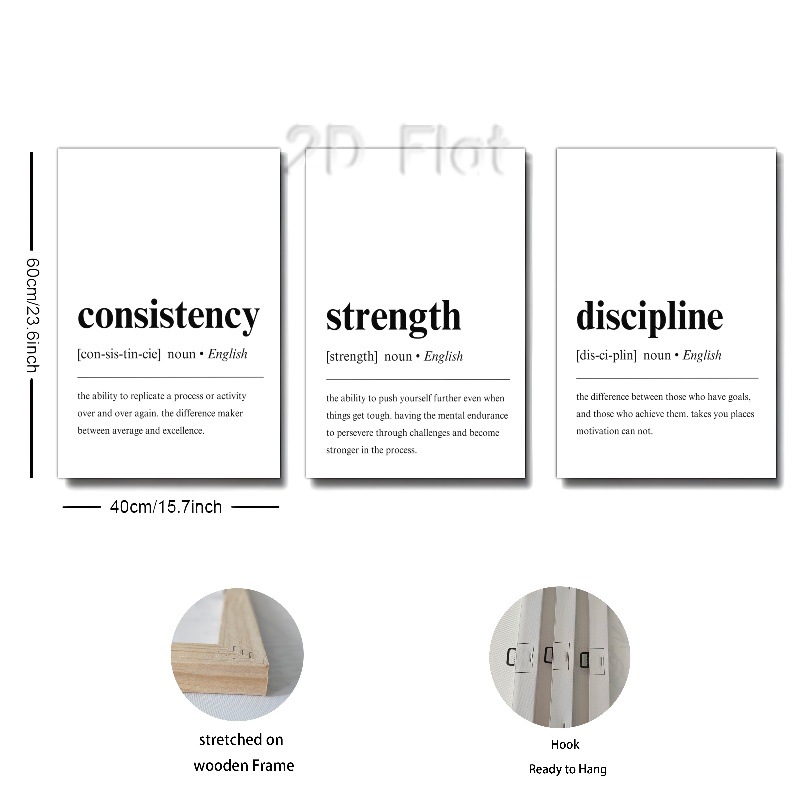 2D Flat
60cm/23.6inch
consistency
[con-sis-tin-cie] noun • English
the ability to replicate a process or activity
over and over again. the difference maker
between average and excellence.
strength
[strength] noun • English
the ability to push yourself further even when
things get tough. having the mental endurance
to persevere through challenges and become
stronger in the process.
discipline
[dis-ci-plin] noun • English
the difference between those who have goals,
and those who achieve them. takes you places
motivation can not.
40cm/15.7inch
stretched on
wooden Frame
Hook
Ready to Hang